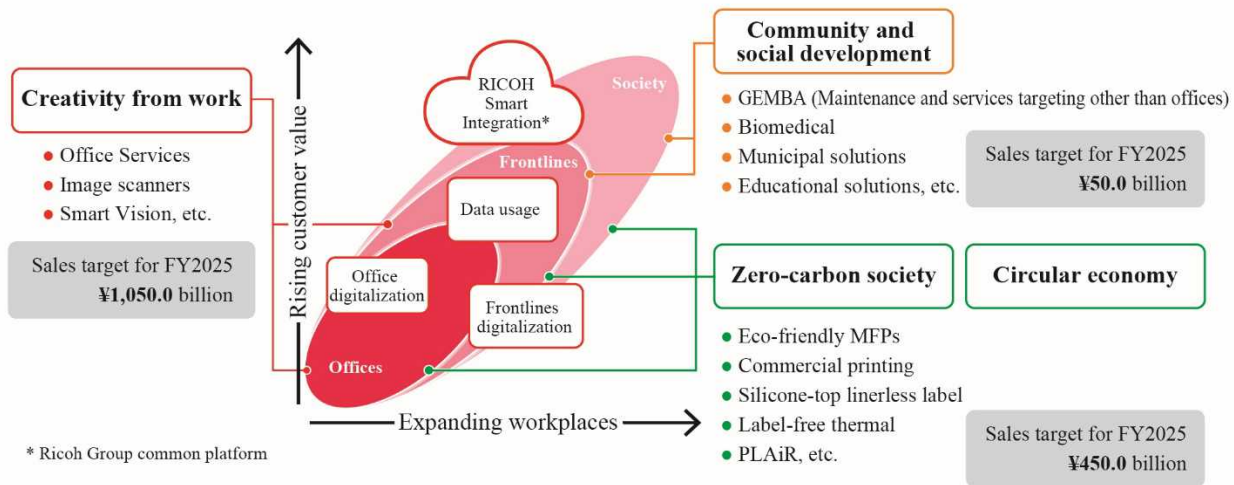 Creativity from work
• Office Services
• Image scanners
• Smart Vision, etc.
Sales target for FY2025
¥1,050.0 billion
Rising customer value
RICOH
Smart
Integration*
Society
Frontlines
Data usage
Office
digitalization
Frontlines
digitalization
Offices
Expanding workplaces
Community and
social development
• GEMBA (Maintenance and services targeting other than offices)
• Biomedical
• Municipal solutions
• Educational solutions, etc.
Sales target for FY2025
¥50.0 billion
Zero-carbon society
Circular economy
• Eco-friendly MFPs
• Commercial printing
• Silicone-top linerless label
• Label-free thermal
• PLAiR, etc.
Sales target for FY2025
¥450.0 billion
* Ricoh Group common platform